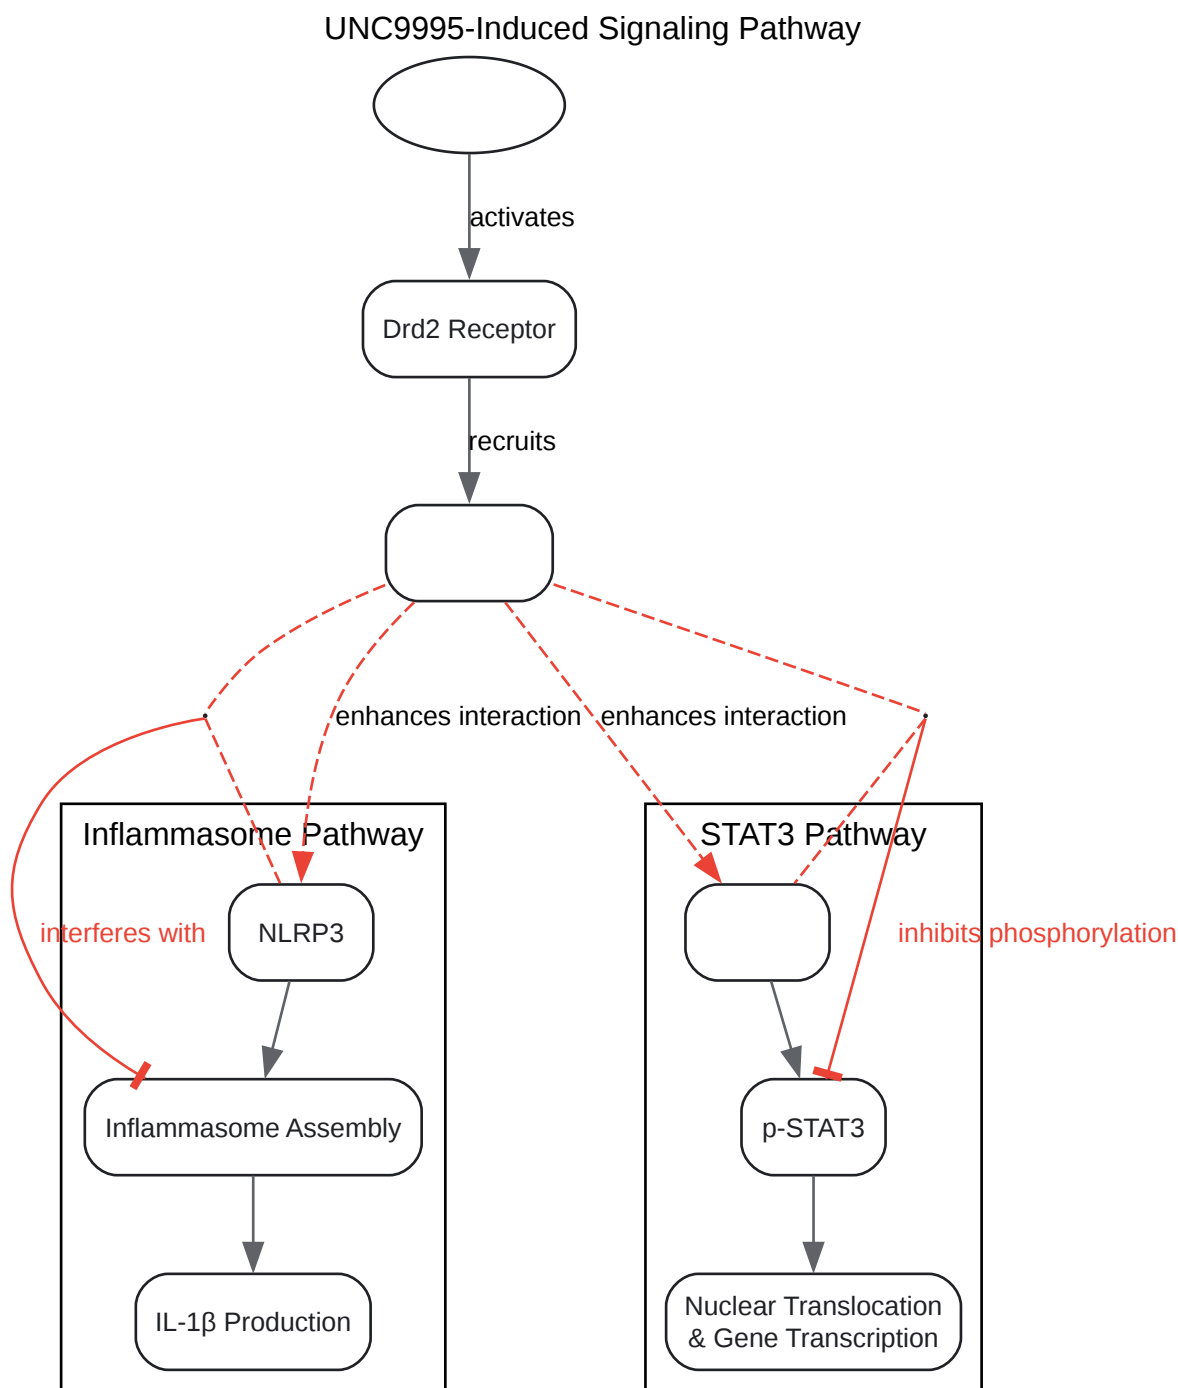 UNC9995-Induced Signaling Pathway
activates
Drd2 Receptor
recruits
enhances interaction
enhances interaction
Inflammasome Pathway
STAT3 Pathway
interferes with
NLRP3
inhibits phosphorylation
Inflammasome Assembly
p-STAT3
IL-1β Production
Nuclear Translocation
& Gene Transcription